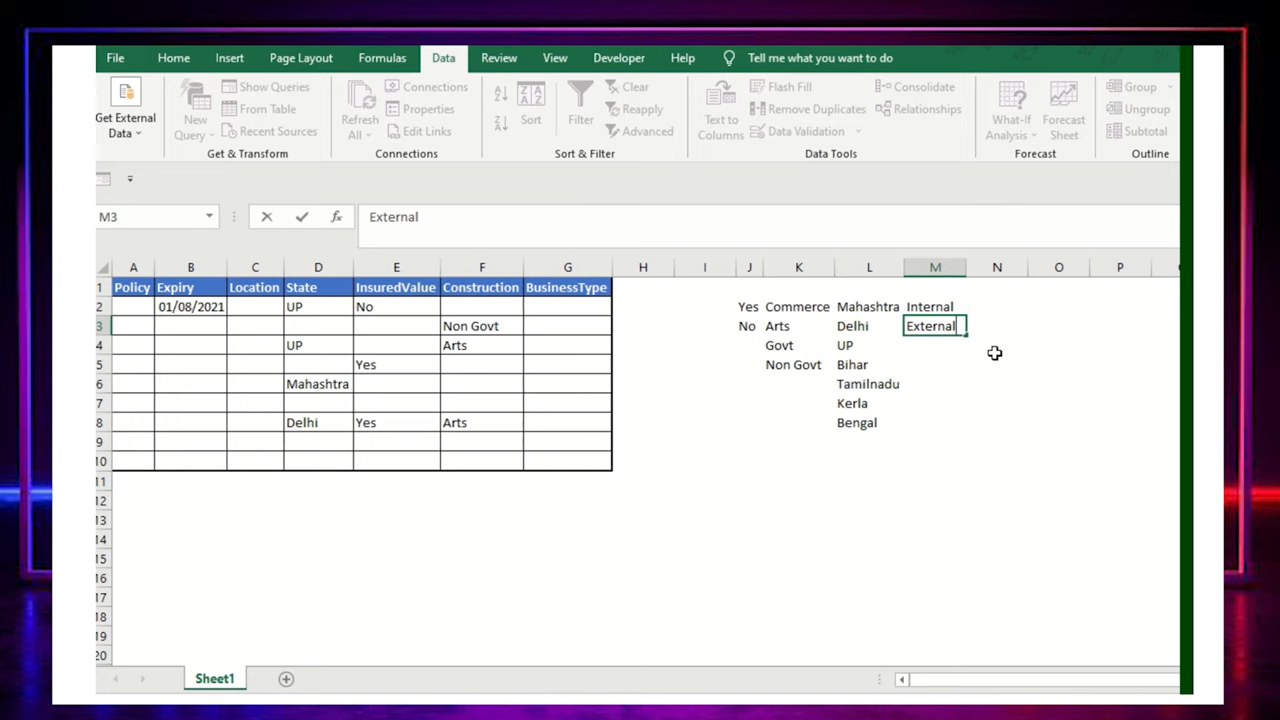 File Home Insert Page Layout Formulas Data Review View Developer Help Tell me what you want to do
Get External Data
New Query
Show Queries
From Table
Recent Sources
Get & Transform
Refresh All
Connections
Properties
Edit Links
Connections
Sort
Filter
Clear
Reapply
Advanced
Sort & Filter
Text to Columns
Flash Fill
Remove Duplicates
Data Validation
Consolidate
Relationships
Data Tools
What-If Analysis
Forecast Sheet
Forecast
Group
Ungroup
Subtotal
Outline
M3 fx External
A B C D E F G H I J K L M N O P
1 Policy Expiry Location State InsuredValue Construction BusinessType
2 01/08/2021 UP No Yes Commerce Mahashtra Internal
3 Non Govt No Arts Delhi External
4 UP Arts Govt UP
5 Yes Non Govt Bihar
6 Mahashtra Tamilnadu
7 Kerla
8 Delhi Yes Arts Bengal
9
10
11
12
13
14
15
16
17
18
19
20
Sheet1